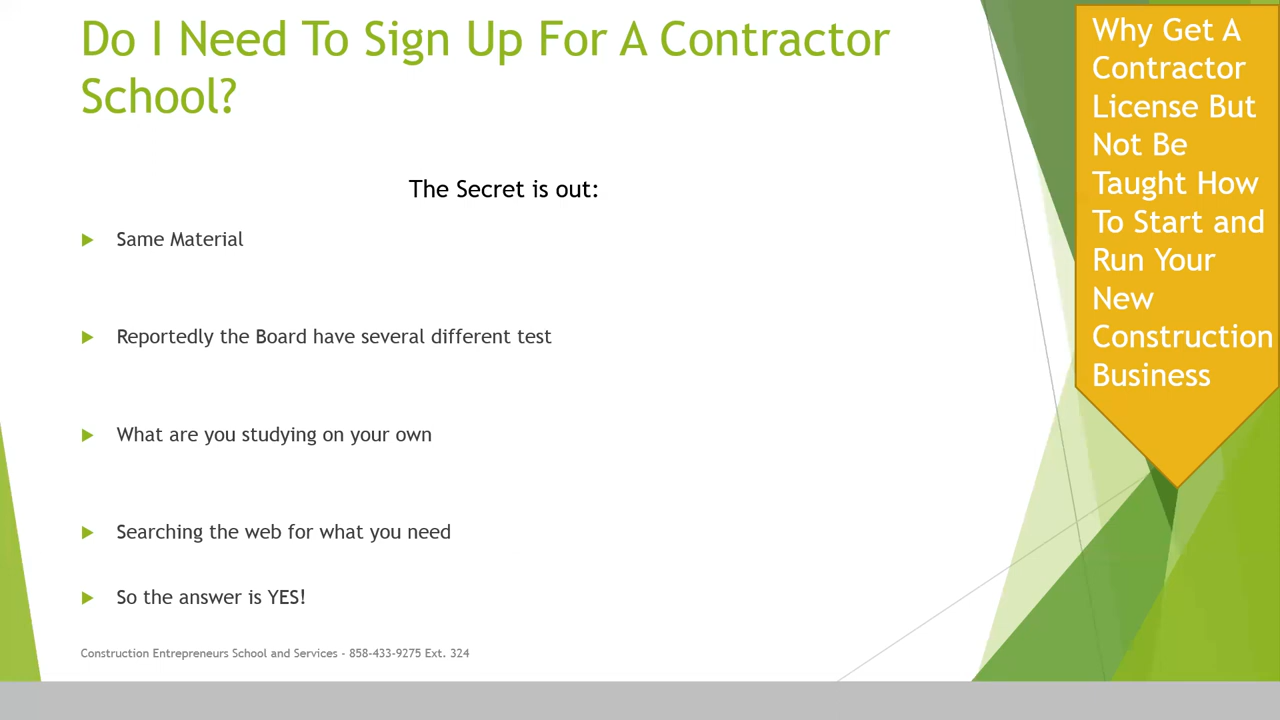 Do I Need To Sign Up For A Contractor
School?
The Secret is out:
Same Material
Reportedly the Board have several different test
What are you studying on your own
Searching the web for what you need
So the answer is YES!
Construction Entrepreneurs School and Services - 858-433-9275 Ext. 324
Why Get A
Contractor
License But
Not Be
Taught How
To Start and
Run Your
New
Construction
Business